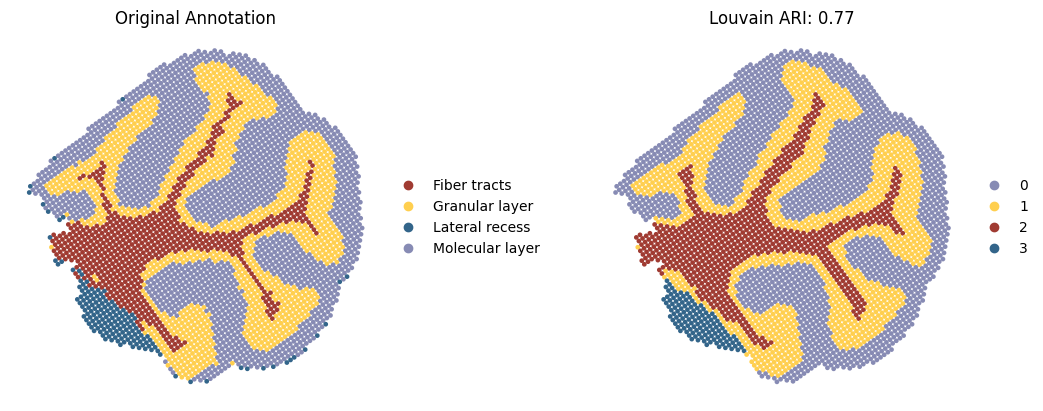 Original Annotation
Louvain ARI: 0.77
Fiber tracts
Granular layer
Lateral recess
Molecular layer
0
1
2
3